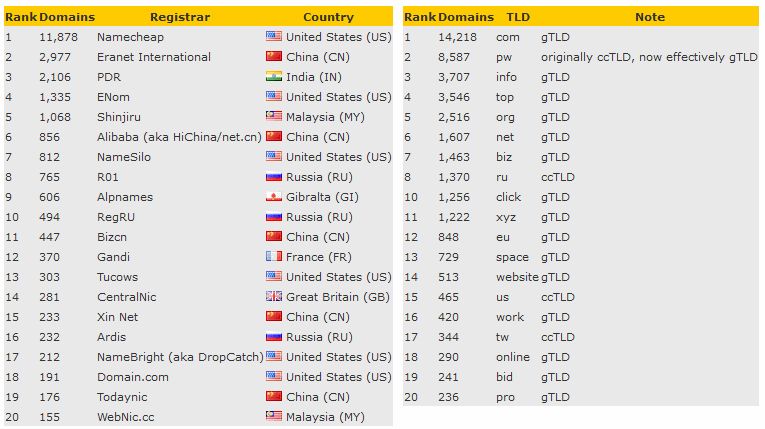 Rank Domains Registrar Country
1 11,878 Namecheap United States (US)
2 2,977 Eranet International China (CN)
3 2,106 PDR India (IN)
4 1,335 ENom United States (US)
5 1,068 Shinjiru Malaysia (MY)
6 856 Alibaba (aka HiChina/net.cn) China (CN)
7 812 NameSilo United States (US)
8 765 R01 Russia (RU)
9 606 Alpnames Gibralta (GI)
10 494 RegRU Russia (RU)
11 447 Bizcn China (CN)
12 370 Gandi France (FR)
13 303 Tucows United States (US)
14 281 CentralNic Great Britain (GB)
15 233 Xin Net China (CN)
16 232 Ardis Russia (RU)
17 212 NameBright (aka DropCatch) United States (US)
18 191 Domain.com United States (US)
19 176 Todaynic China (CN)
20 155 WebNic.cc Malaysia (MY)
Rank Domains TLD Note
1 14,218 com gTLD
2 8,587 pw originally ccTLD, now effectively gTLD
3 3,707 info gTLD
4 3,546 top gTLD
5 2,516 org gTLD
6 1,607 net gTLD
7 1,463 biz gTLD
8 1,370 ru ccTLD
10 1,256 click gTLD
11 1,222 xyz gTLD
12 848 eu gTLD
13 729 space gTLD
14 513 website gTLD
15 465 us ccTLD
16 420 work gTLD
17 344 tw ccTLD
18 290 online gTLD
19 241 bid gTLD
20 236 pro gTLD